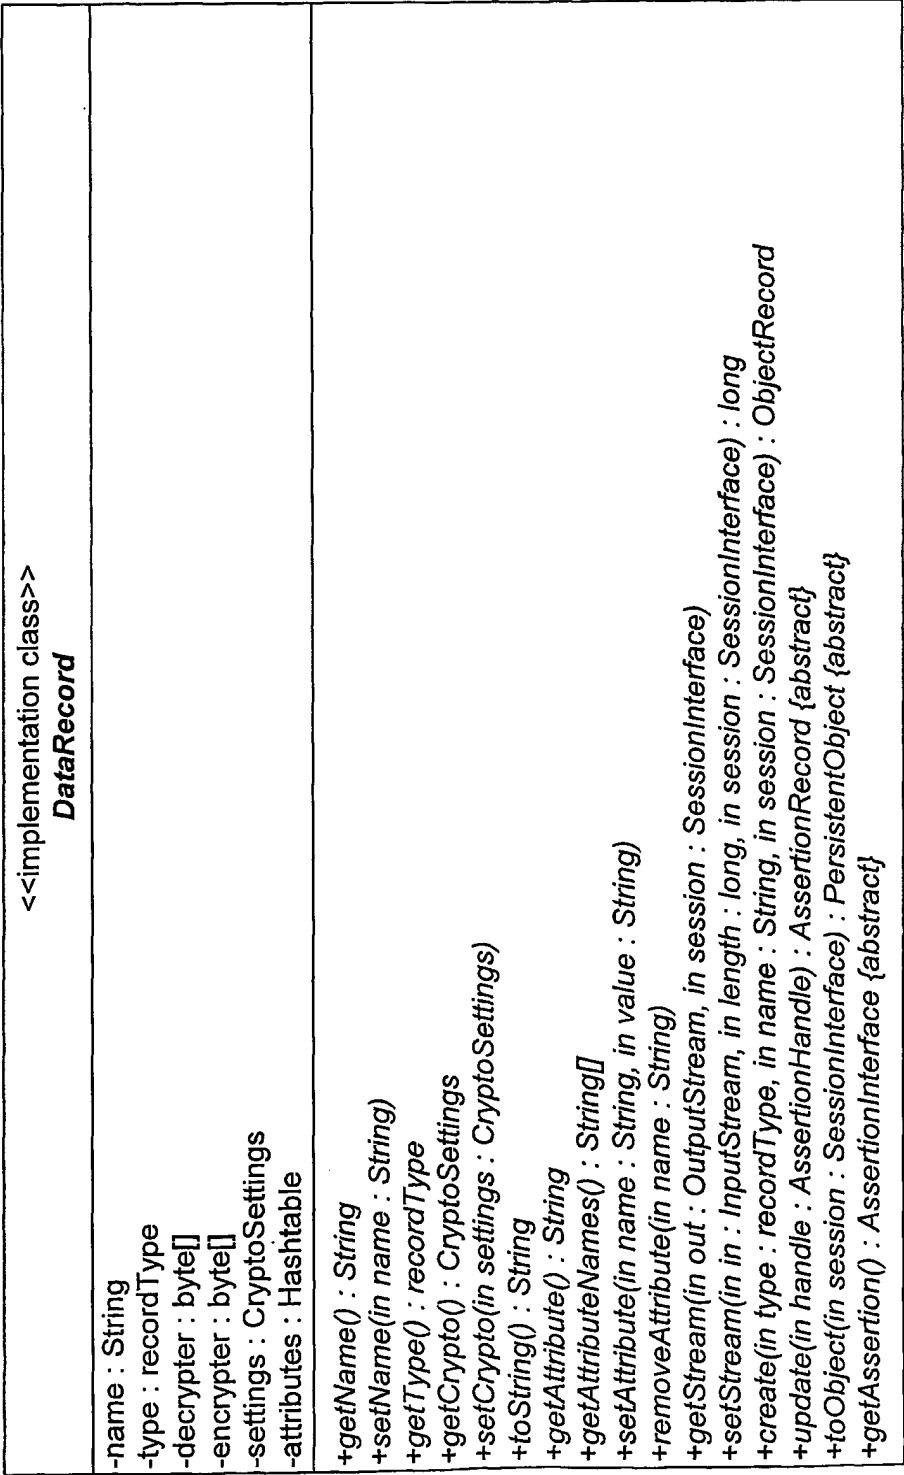 <<implementation class>>
DataRecord
-name : String
-type : recordType
-decrypter : byte[]
-encrypter : byte[]
-settings : CryptoSettings
-attributes : Hashtable
+getName() : String
+setName(in name : String)
+getType() : recordType
+getCrypto() : CryptoSettings
+setCrypto(in settings : CryptoSettings)
+toString() : String
+getAttribute() : String
+getAttributeNames() : String[]
+setAttribute(in name : String, in value : String)
+removeAttribute(in name : String)
+getStream(in out : OutputStream, in session : SessionInterface)
+setStream(in in : InputStream, in length : long, in session : SessionInterface) : long
+create(in type : recordType, in name : String, in session : SessionInterface) : ObjectRecord
+update(in handle : AssertionHandle) : AssertionRecord {abstract}
+toObject(in session : SessionInterface) : PersistentObject {abstract}
+getAssertion() : AssertionInterface {abstract}